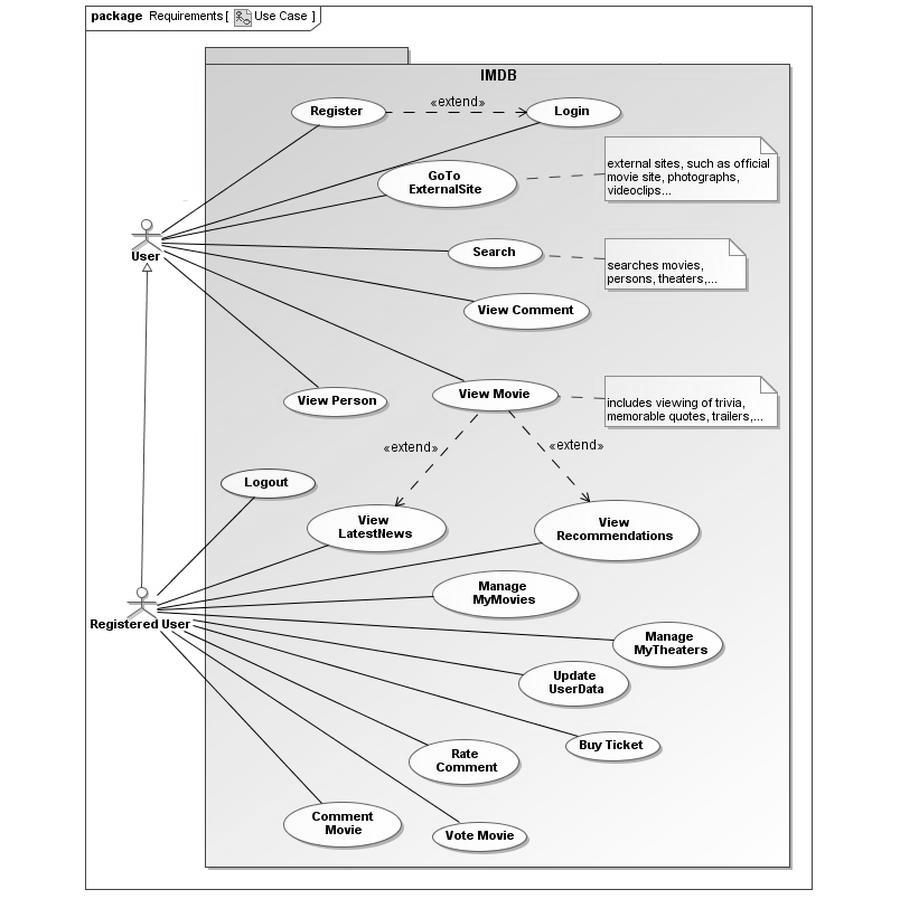 package Requirements [ Use Case ]
IMDB
Register
«extend»
Login
GoTo
ExternalSite
external sites, such as official
movie site, photographs,
videoclips...
User
Search
searches movies,
persons, theaters,...
View Comment
View Person
View Movie
includes viewing of trivia,
memorable quotes, trailers,...
«extend»
«extend»
Logout
View
LatestNews
View
Recommendations
Manage
MyMovies
Registered User
Manage
MyTheaters
Update
UserData
Buy Ticket
Rate
Comment
Comment
Movie
Vote Movie